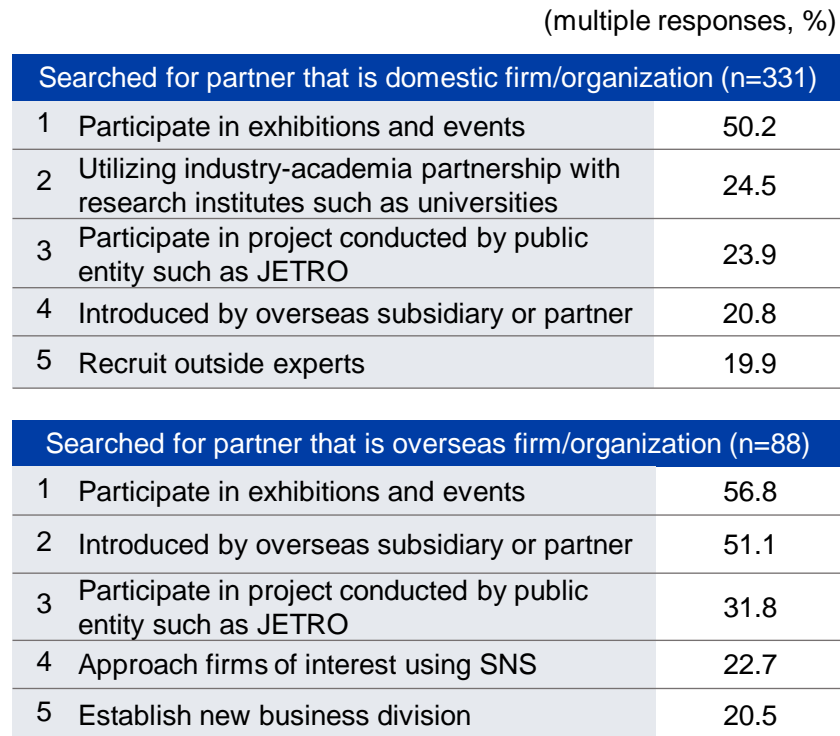 (multiple responses, %)
Searched for partner that is domestic firm/organization (n=331)
1 Participate in exhibitions and events 50.2
2 Utilizing industry-academia partnership with
research institutes such as universities 24.5
3 Participate in project conducted by public
entity such as JETRO 23.9
4 Introduced by overseas subsidiary or partner 20.8
5 Recruit outside experts 19.9
Searched for partner that is overseas firm/organization (n=88)
1 Participate in exhibitions and events 56.8
2 Introduced by overseas subsidiary or partner 51.1
3 Participate in project conducted by public
entity such as JETRO 31.8
4 Approach firms of interest using SNS 22.7
5 Establish new business division 20.5